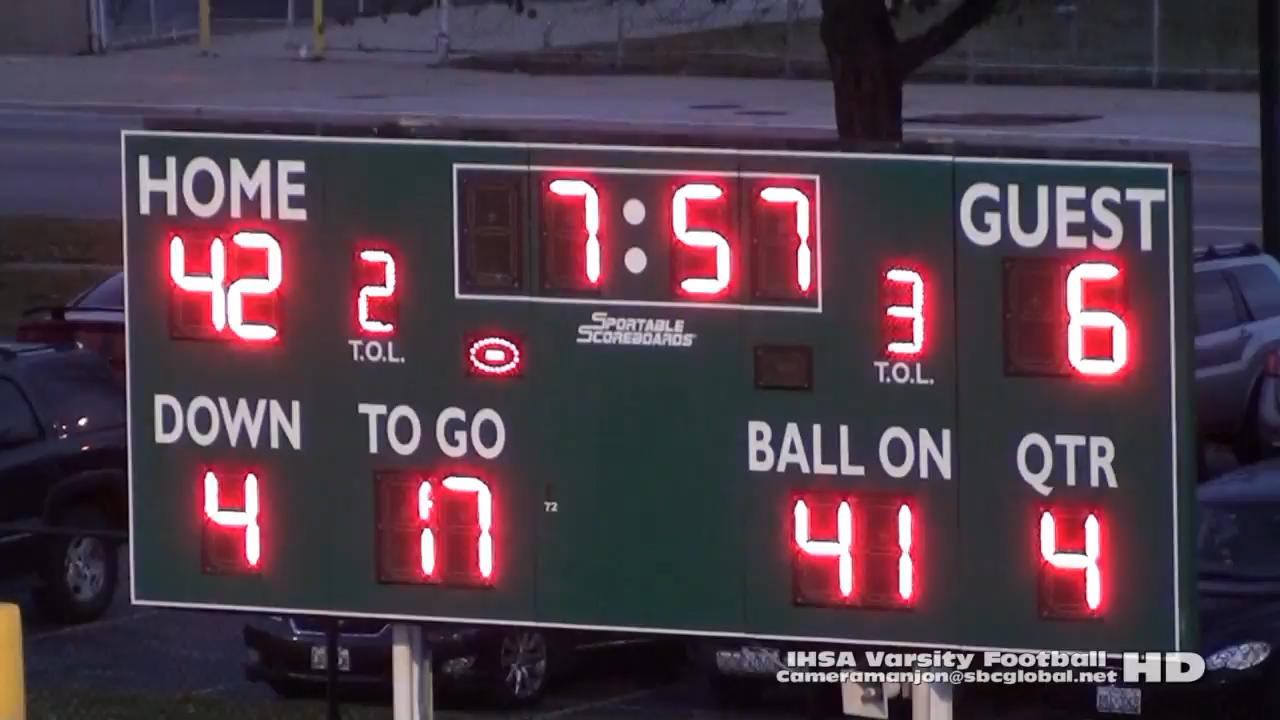 HOME 7:57 GUEST
42 2 3 6
T.O.L. SPORTABLE SCOREBOARDS T.O.L.
DOWN TO GO BALL ON QTR
4 17 72 41 4
IHSA Varsity Football HD
cameramanjon@sbcglobal.net